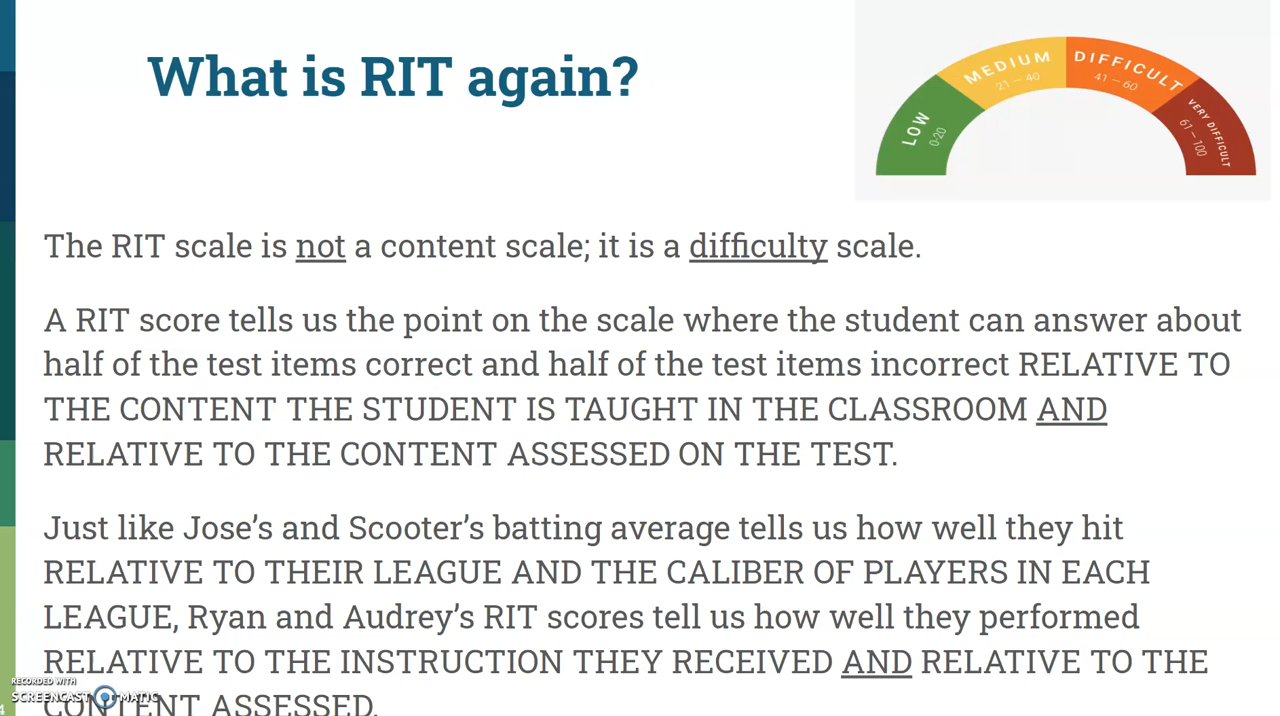 What is RIT again?
LOW
0-20
MEDIUM
21 – 40
DIFFICULT
41 – 60
VERY DIFFICULT
61 – 100
The RIT scale is not a content scale; it is a difficulty scale.
A RIT score tells us the point on the scale where the student can answer about
half of the test items correct and half of the test items incorrect RELATIVE TO
THE CONTENT THE STUDENT IS TAUGHT IN THE CLASSROOM AND
RELATIVE TO THE CONTENT ASSESSED ON THE TEST.
Just like Jose’s and Scooter’s batting average tells us how well they hit
RELATIVE TO THEIR LEAGUE AND THE CALIBER OF PLAYERS IN EACH
LEAGUE, Ryan and Audrey’s RIT scores tell us how well they performed
RELATIVE TO THE INSTRUCTION THEY RECEIVED AND RELATIVE TO THE
CONTENT ASSESSED.
RECORDED WITH
SCREENCAST MATIC
4